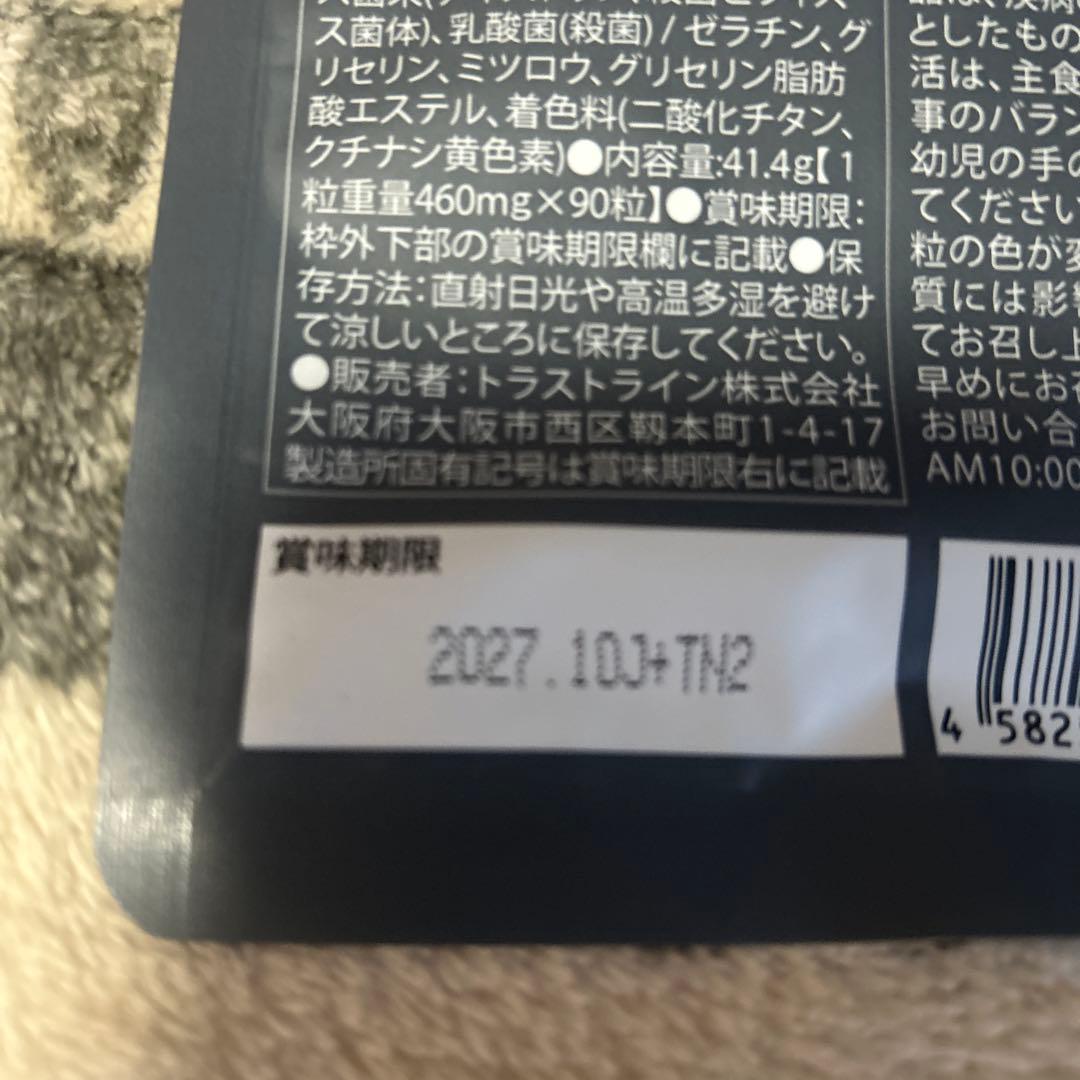 ス菌体)、乳酸菌(殺菌) / ゼラチン、グ
リセリン、ミツロウ、グリセリン脂肪
酸エステル、着色料(二酸化チタン、
クチナシ黄色素)●内容量:41.4g【1
粒重量460mg×90粒】●賞味期限:
枠外下部の賞味期限欄に記載●保
存方法:直射日光や高温多湿を避け
て涼しいところに保存してください。
●販売者:トラストライン株式会社
大阪府大阪市西区靱本町1-4-17
製造所固有記号は賞味期限右に記載
としたもの
活は、主食
事のバラン
幼児の手の
てください
粒の色が変
質には影響
てお召し上
早めにお召
お問い合
AM10:00
賞味期限
2027.10J+TN2
4 582